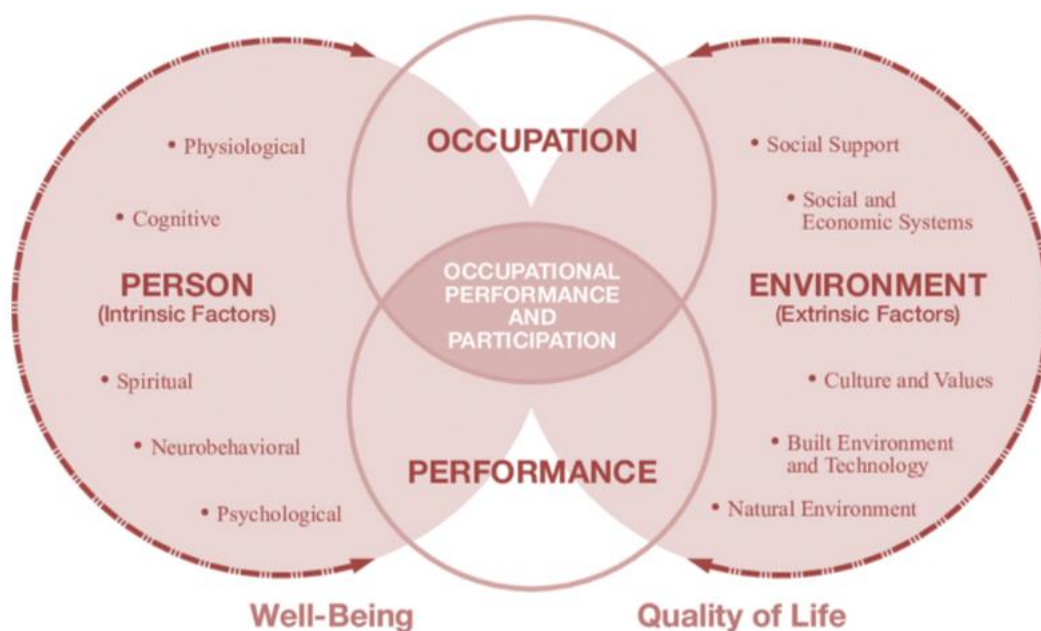 OCCUPATION
• Physiological
• Cognitive
PERSON
(Intrinsic Factors)
• Spiritual
• Neurobehavioral
• Psychological
OCCUPATIONAL
PERFORMANCE
AND
PARTICIPATION
• Social Support
• Social and
Economic Systems
ENVIRONMENT
(Extrinsic Factors)
• Culture and Values
• Built Environment
and Technology
• Natural Environment
PERFORMANCE
Well-Being
Quality of Life